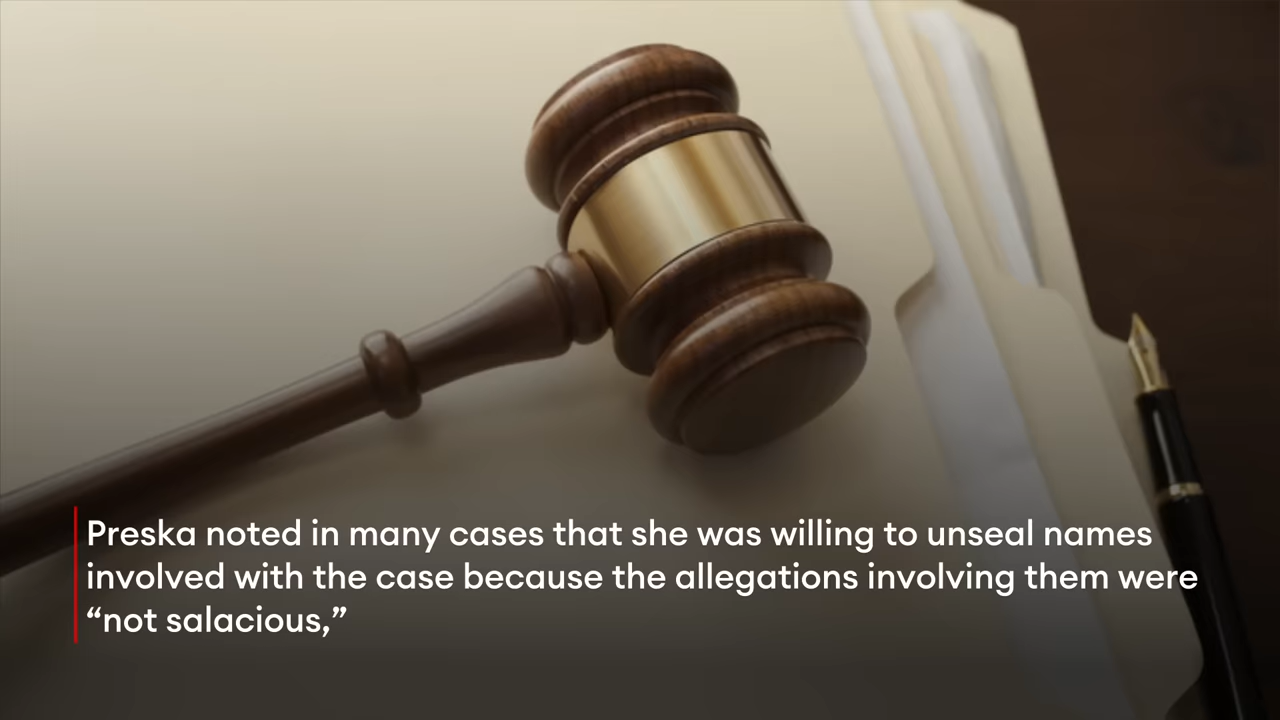 Preska noted in many cases that she was willing to unseal names
involved with the case because the allegations involving them were
“not salacious,”